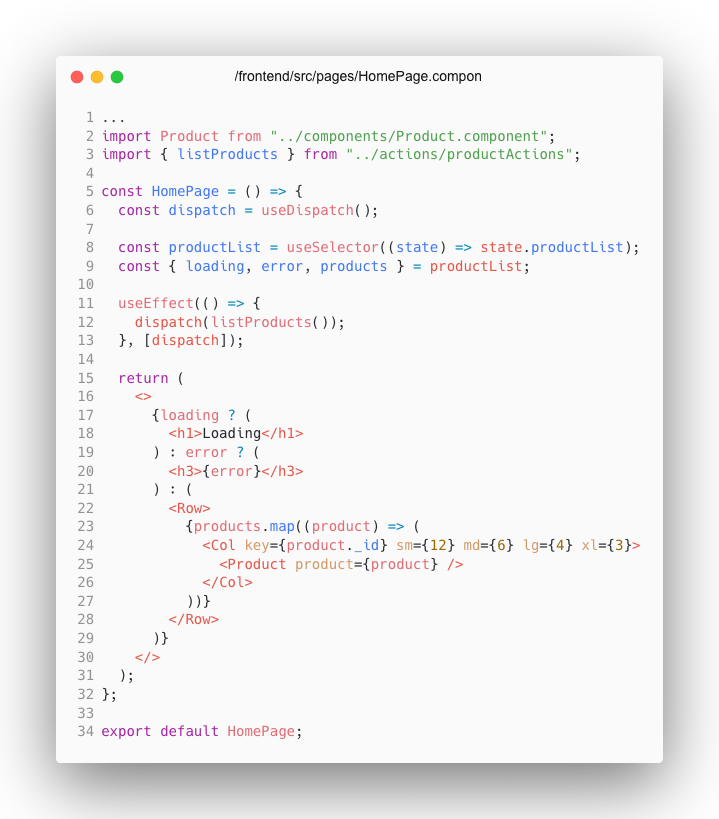 /frontend/src/pages/HomePage.compon
1 ...
2 import Product from "../components/Product.component";
3 import { listProducts } from "../actions/productActions";
4
5 const HomePage = () => {
6   const dispatch = useDispatch();
7
8   const productList = useSelector((state) => state.productList);
9   const { loading, error, products } = productList;
10
11   useEffect(() => {
12     dispatch(listProducts());
13   }, [dispatch]);
14
15   return (
16     <>
17       {loading ? (
18         <h1>Loading</h1>
19       ) : error ? (
20         <h3>{error}</h3>
21       ) : (
22         <Row>
23           {products.map((product) => (
24             <Col key={product._id} sm={12} md={6} lg={4} xl={3}>
25               <Product product={product} />
26             </Col>
27           ))}
28         </Row>
29       )}
30     </>
31   );
32 };
33
34 export default HomePage;